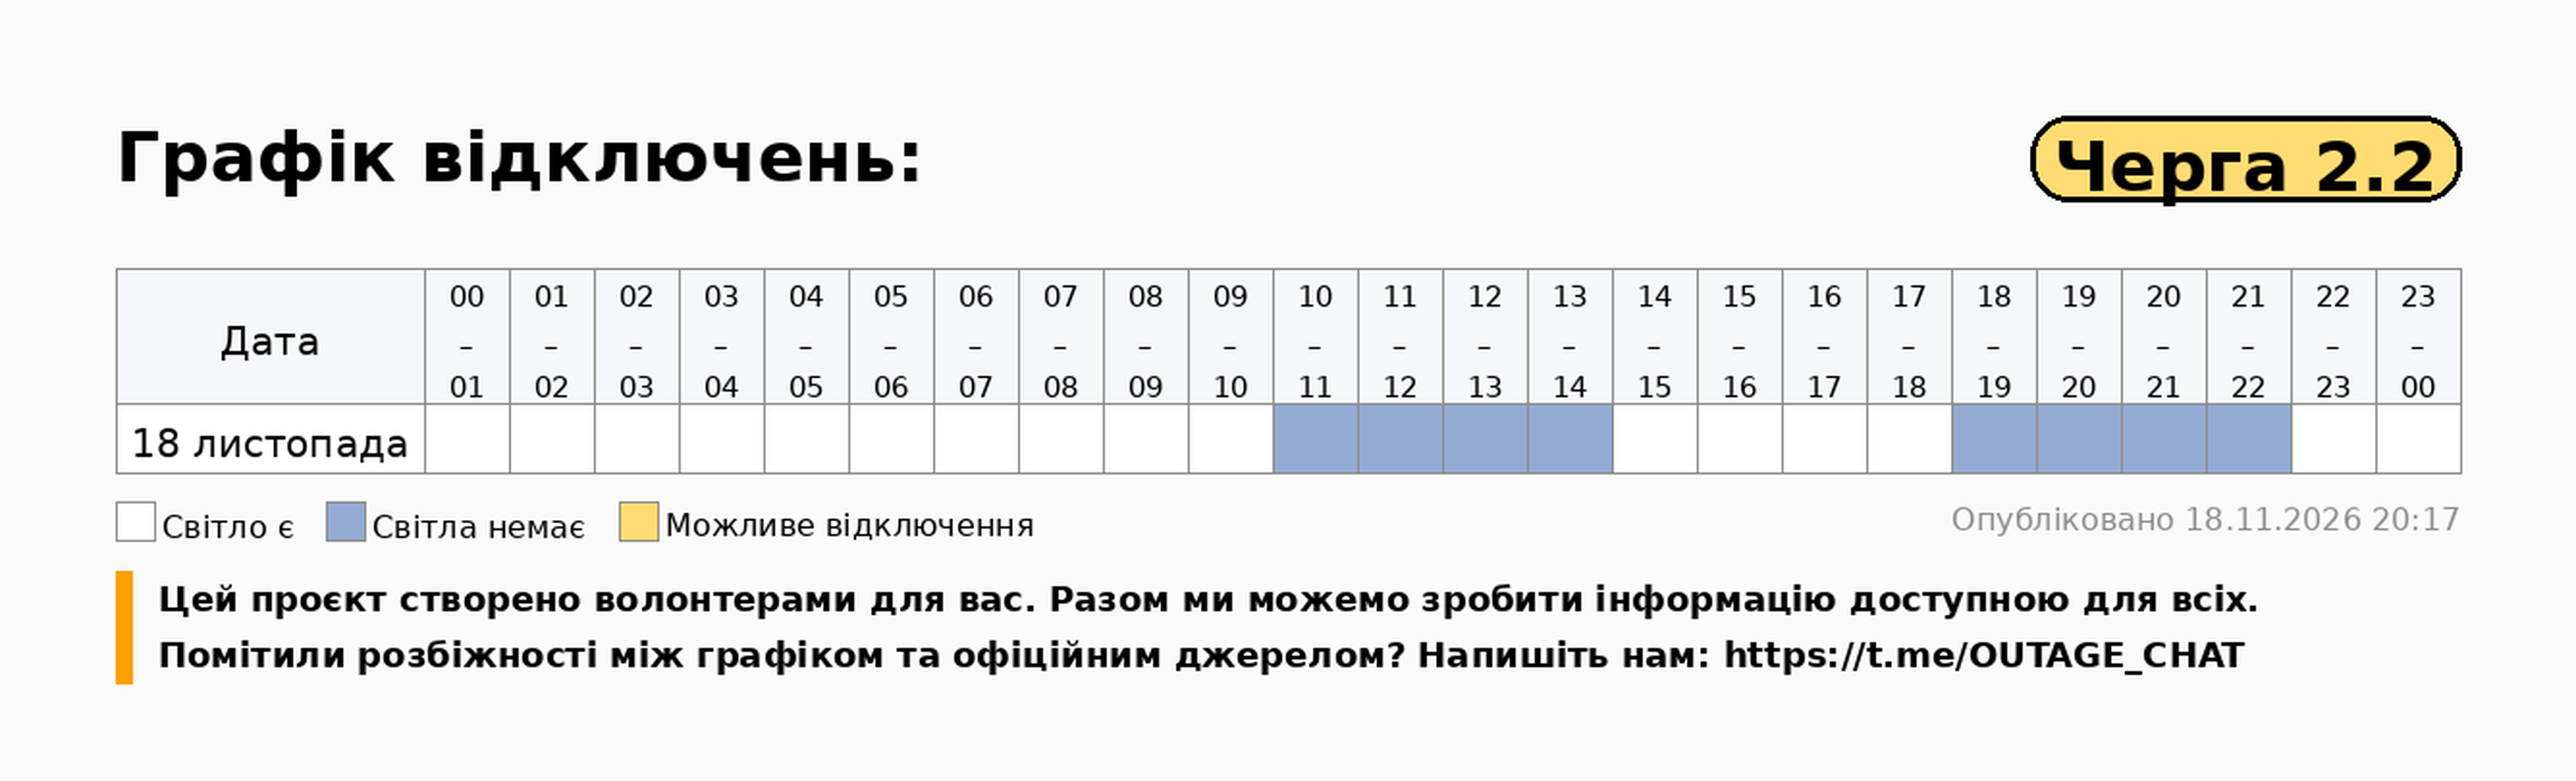 Графік відключень:
Черга 2.2
Дата
00 – 01
01 – 02
02 – 03
03 – 04
04 – 05
05 – 06
06 – 07
07 – 08
08 – 09
09 – 10
10 – 11
11 – 12
12 – 13
13 – 14
14 – 15
15 – 16
16 – 17
17 – 18
18 – 19
19 – 20
20 – 21
21 – 22
22 – 23
23 – 00
18 листопада
Світло є
Світла немає
Можливе відключення
Опубліковано 18.11.2026 20:17
Цей проєкт створено волонтерами для вас. Разом ми можемо зробити інформацію доступною для всіх.
Помітили розбіжності між графіком та офіційним джерелом? Напишіть нам: https://t.me/OUTAGE_CHAT